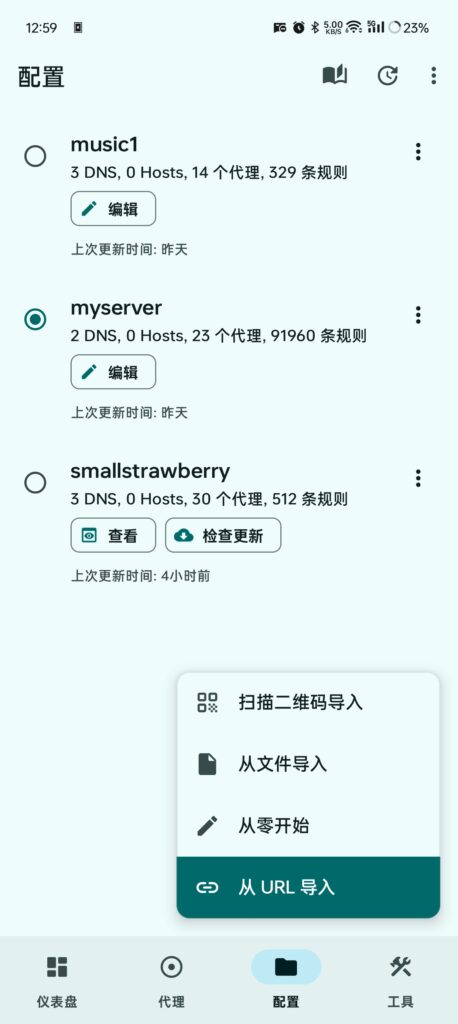 12:59 5.00 KB/S 5G 23%
配置
music1
3 DNS, 0 Hosts, 14 个代理, 329 条规则
编辑
上次更新时间: 昨天
myserver
2 DNS, 0 Hosts, 23 个代理, 91960 条规则
编辑
上次更新时间: 昨天
smallstrawberry
3 DNS, 0 Hosts, 30 个代理, 512 条规则
查看 检查更新
上次更新时间: 4小时前
扫描二维码导入
从文件导入
从零开始
从 URL 导入
仪表盘 代理 配置 工具